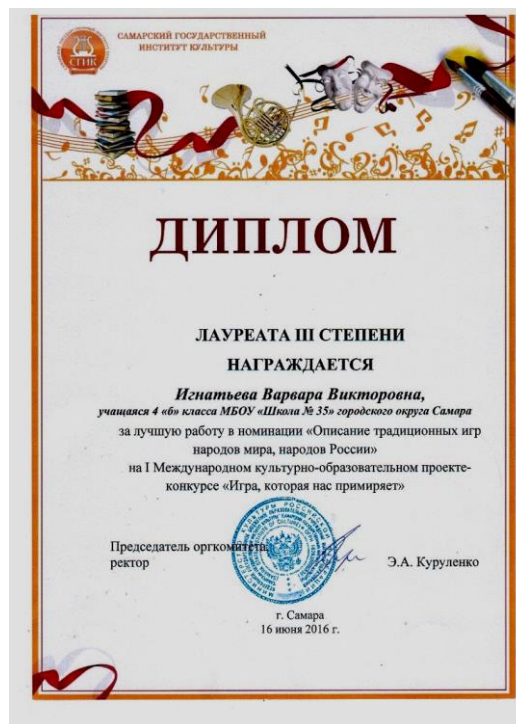 САМАРСКИЙ ГОСУДАРСТВЕННЫЙ
ИНСТИТУТ КУЛЬТУРЫ
СГИК
ДИПЛОМ
ЛАУРЕАТА III СТЕПЕНИ
НАГРАЖДАЕТСЯ
Игнатьева Варвара Викторовна,
учащаяся 4 «б» класса МБОУ «Школа № 35» городского округа Самара
за лучшую работу в номинации «Описание традиционных игр
народов мира, народов России»
на I Международном культурно-образовательном проекте-
конкурсе «Игра, которая нас примиряет»
Председатель оргкомитета,
ректор
Э.А. Куруленко
г. Самара
16 июня 2016 г.